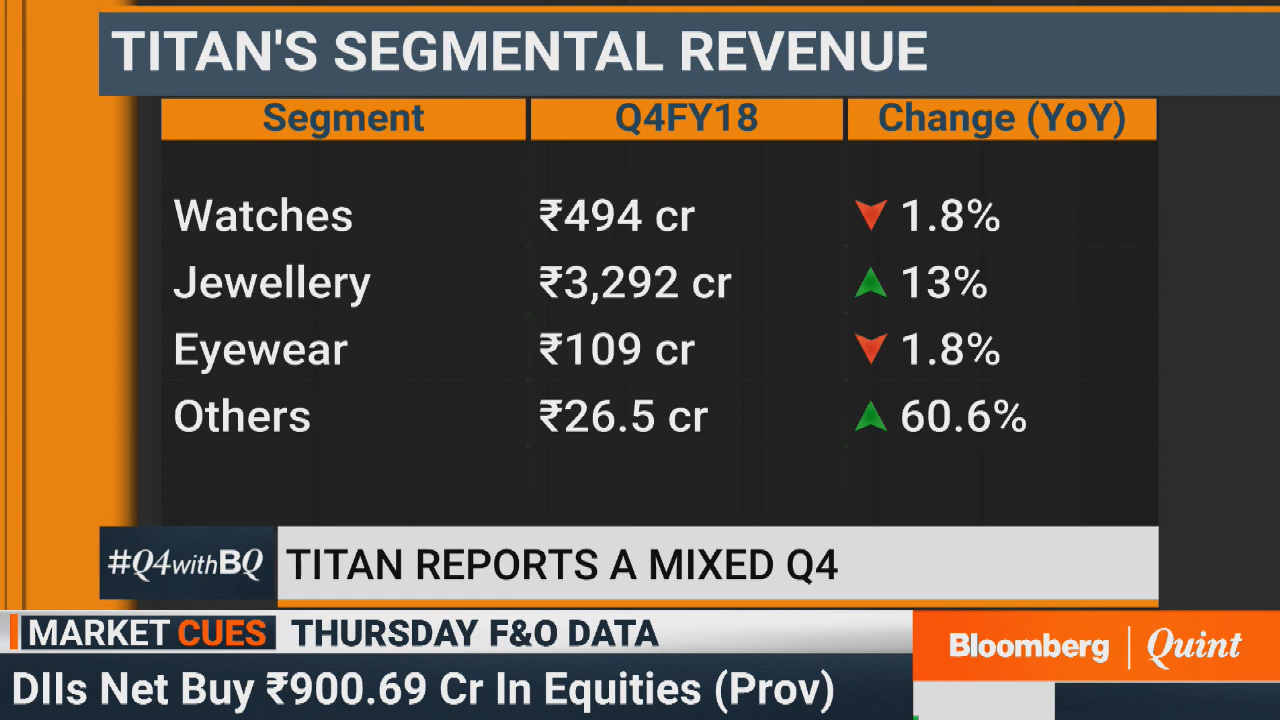 TITAN'S SEGMENTAL REVENUE
Segment Q4FY18 Change (YoY)
Watches ₹494 cr 1.8%
Jewellery ₹3,292 cr 13%
Eyewear ₹109 cr 1.8%
Others ₹26.5 cr 60.6%
#Q4withBQ TITAN REPORTS A MIXED Q4
MARKET CUES THURSDAY F&O DATA
Bloomberg | Quint
DIIs Net Buy ₹900.69 Cr In Equities (Prov)